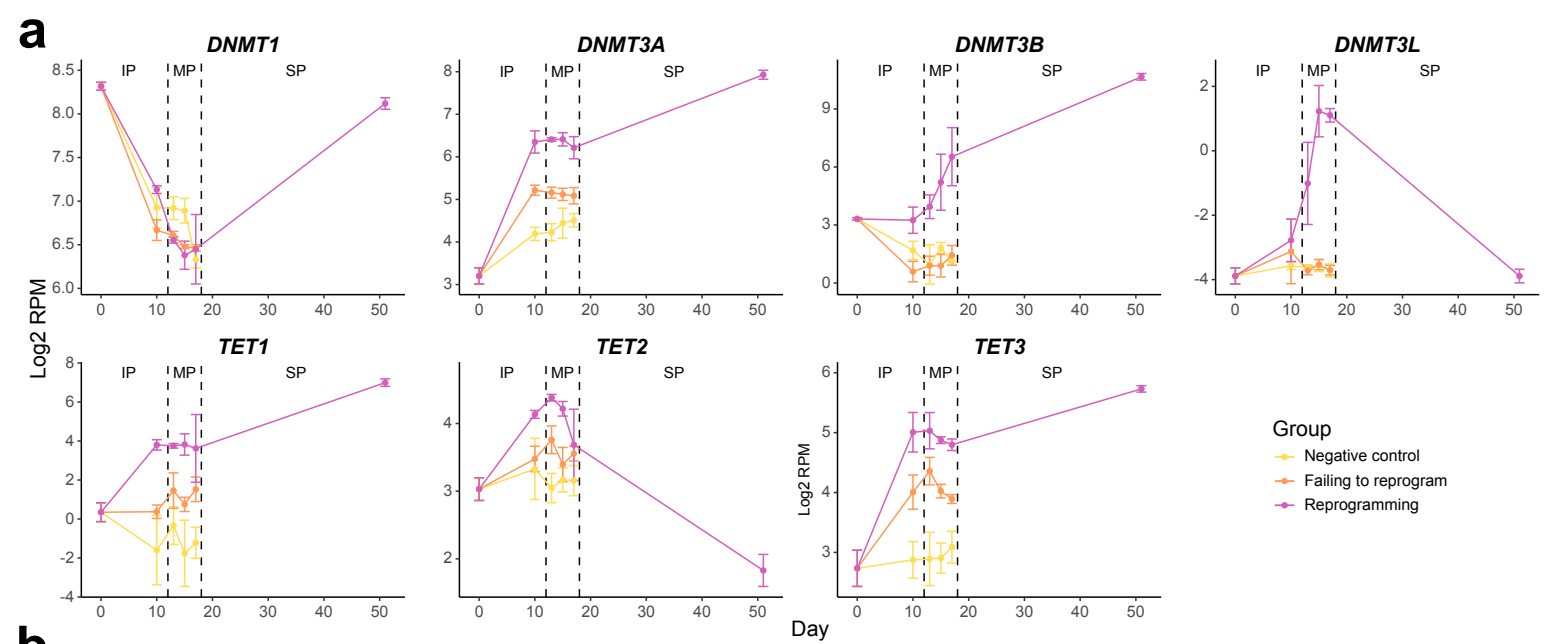 a
DNMT1 DNMT3A DNMT3B DNMT3L
IP MP SP IP MP SP IP MP SP IP MP SP
8.5
8.0
7.5
7.0
6.5
6.0
0 10 20 30 40 50
8
7
6
5
4
3
0 10 20 30 40 50
9
6
3
0
0 10 20 30 40 50
2
0
-2
-4
0 10 20 30 40 50
Log2 RPM
TET1 TET2 TET3
IP MP SP IP MP SP IP MP SP
8
6
4
2
0
-2
-4
0 10 20 30 40 50
4
3
2
0 10 20 30 40 50
Log2 RPM
6
5
4
3
0 10 20 30 40 50
Group
Negative control
Failing to reprogram
Reprogramming
Day